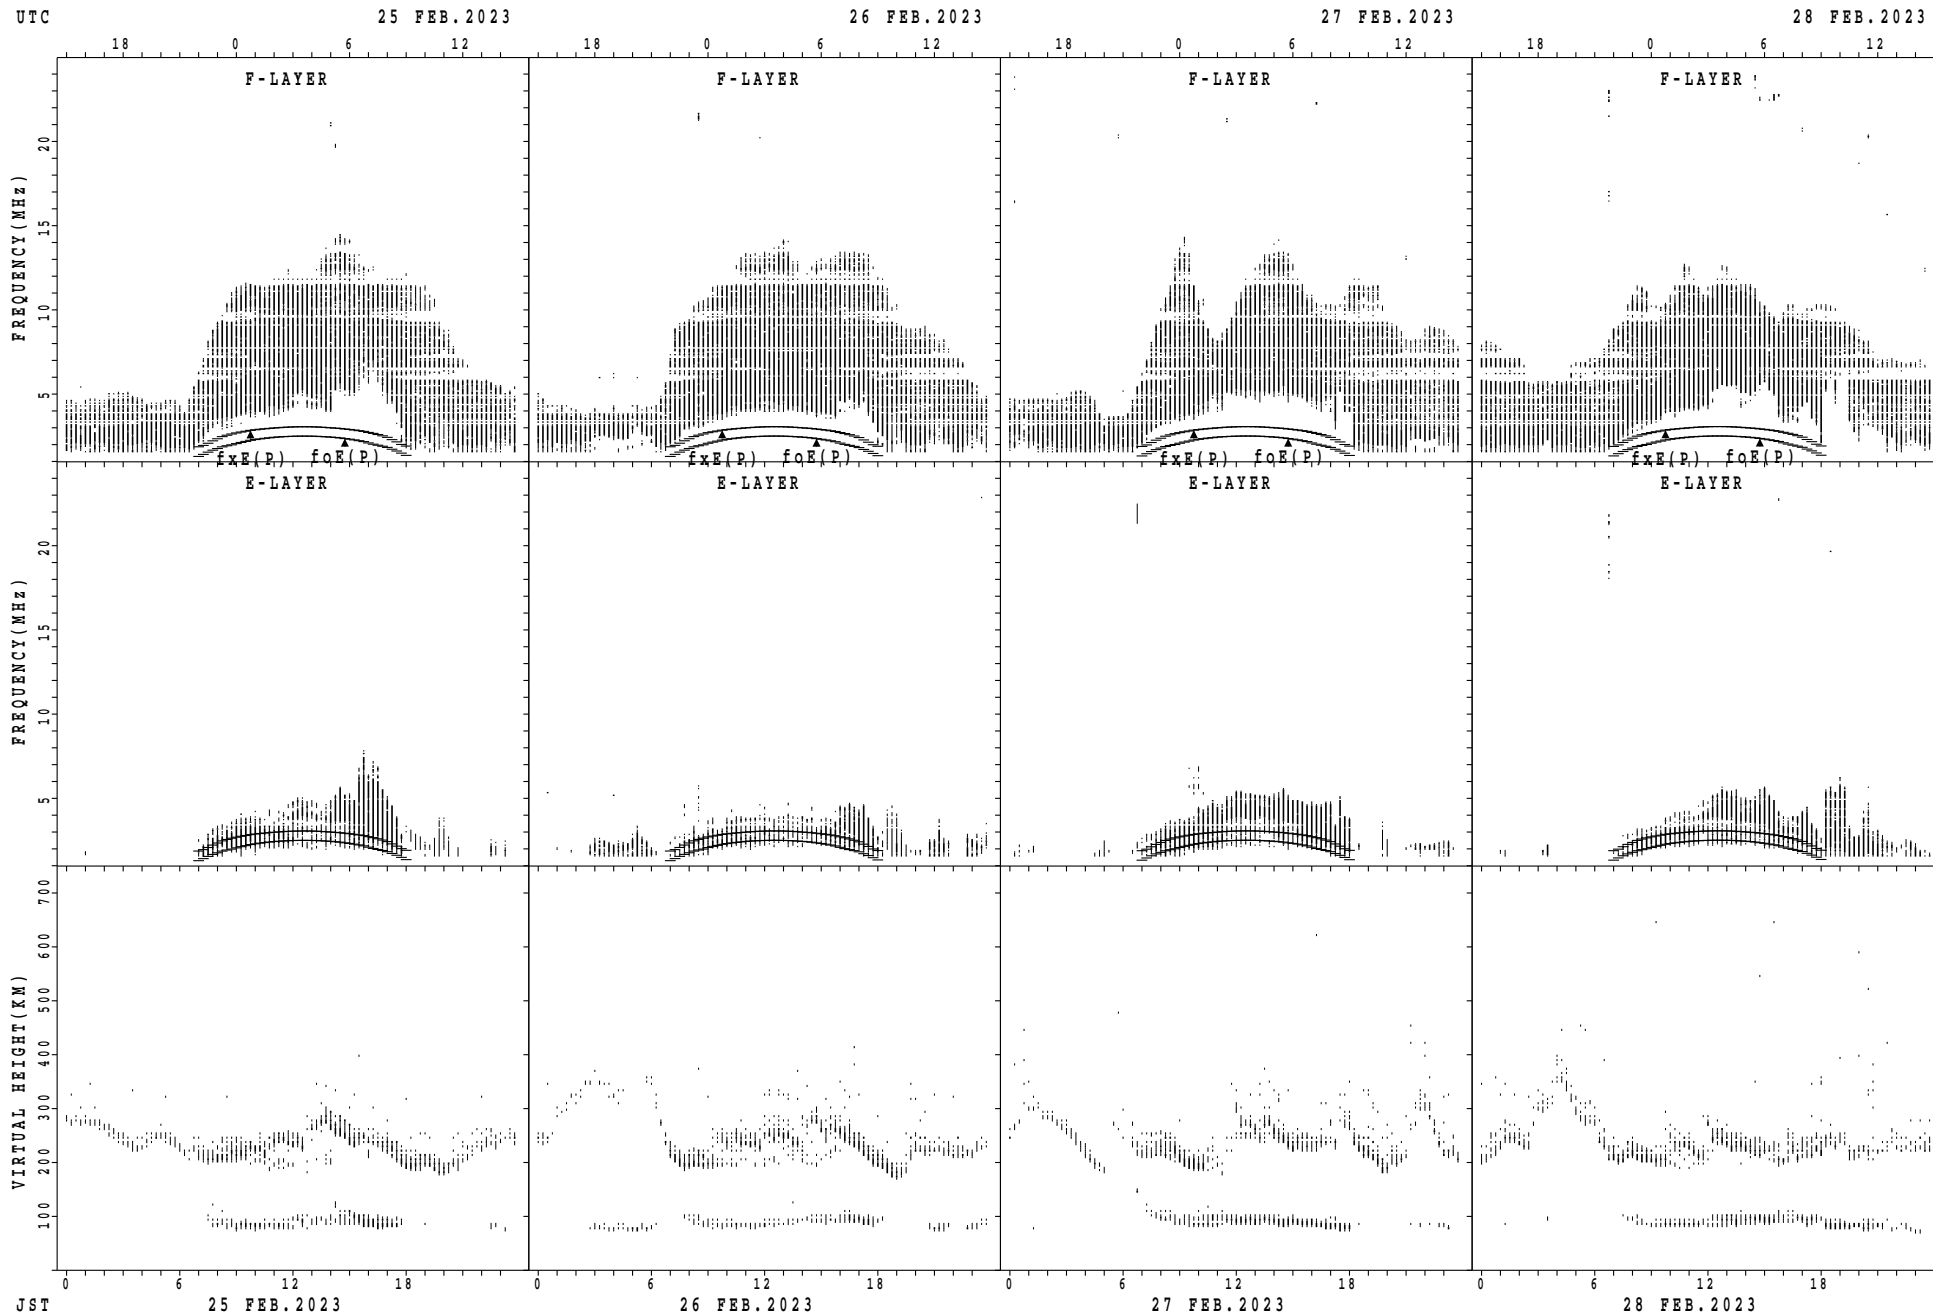 UTC 25 FEB.2023 26 FEB.2023 27 FEB.2023 28 FEB.2023
18 0 6 12 18 0 6 12 18 0 6 12 18 0 6 12
F-LAYER F-LAYER F-LAYER F-LAYER
FREQUENCY(MHz)
20
15
10
5
fxE(P) foE(P) fxE(P) foE(P) fxE(P) foE(P) fxE(P) foE(P)
E-LAYER E-LAYER E-LAYER E-LAYER
FREQUENCY(MHz)
20
15
10
5
VIRTUAL HEIGHT(KM)
700
600
500
400
300
200
100
0 6 12 18 0 6 12 18 0 6 12 18 0 6 12 18
JST 25 FEB.2023 26 FEB.2023 27 FEB.2023 28 FEB.2023